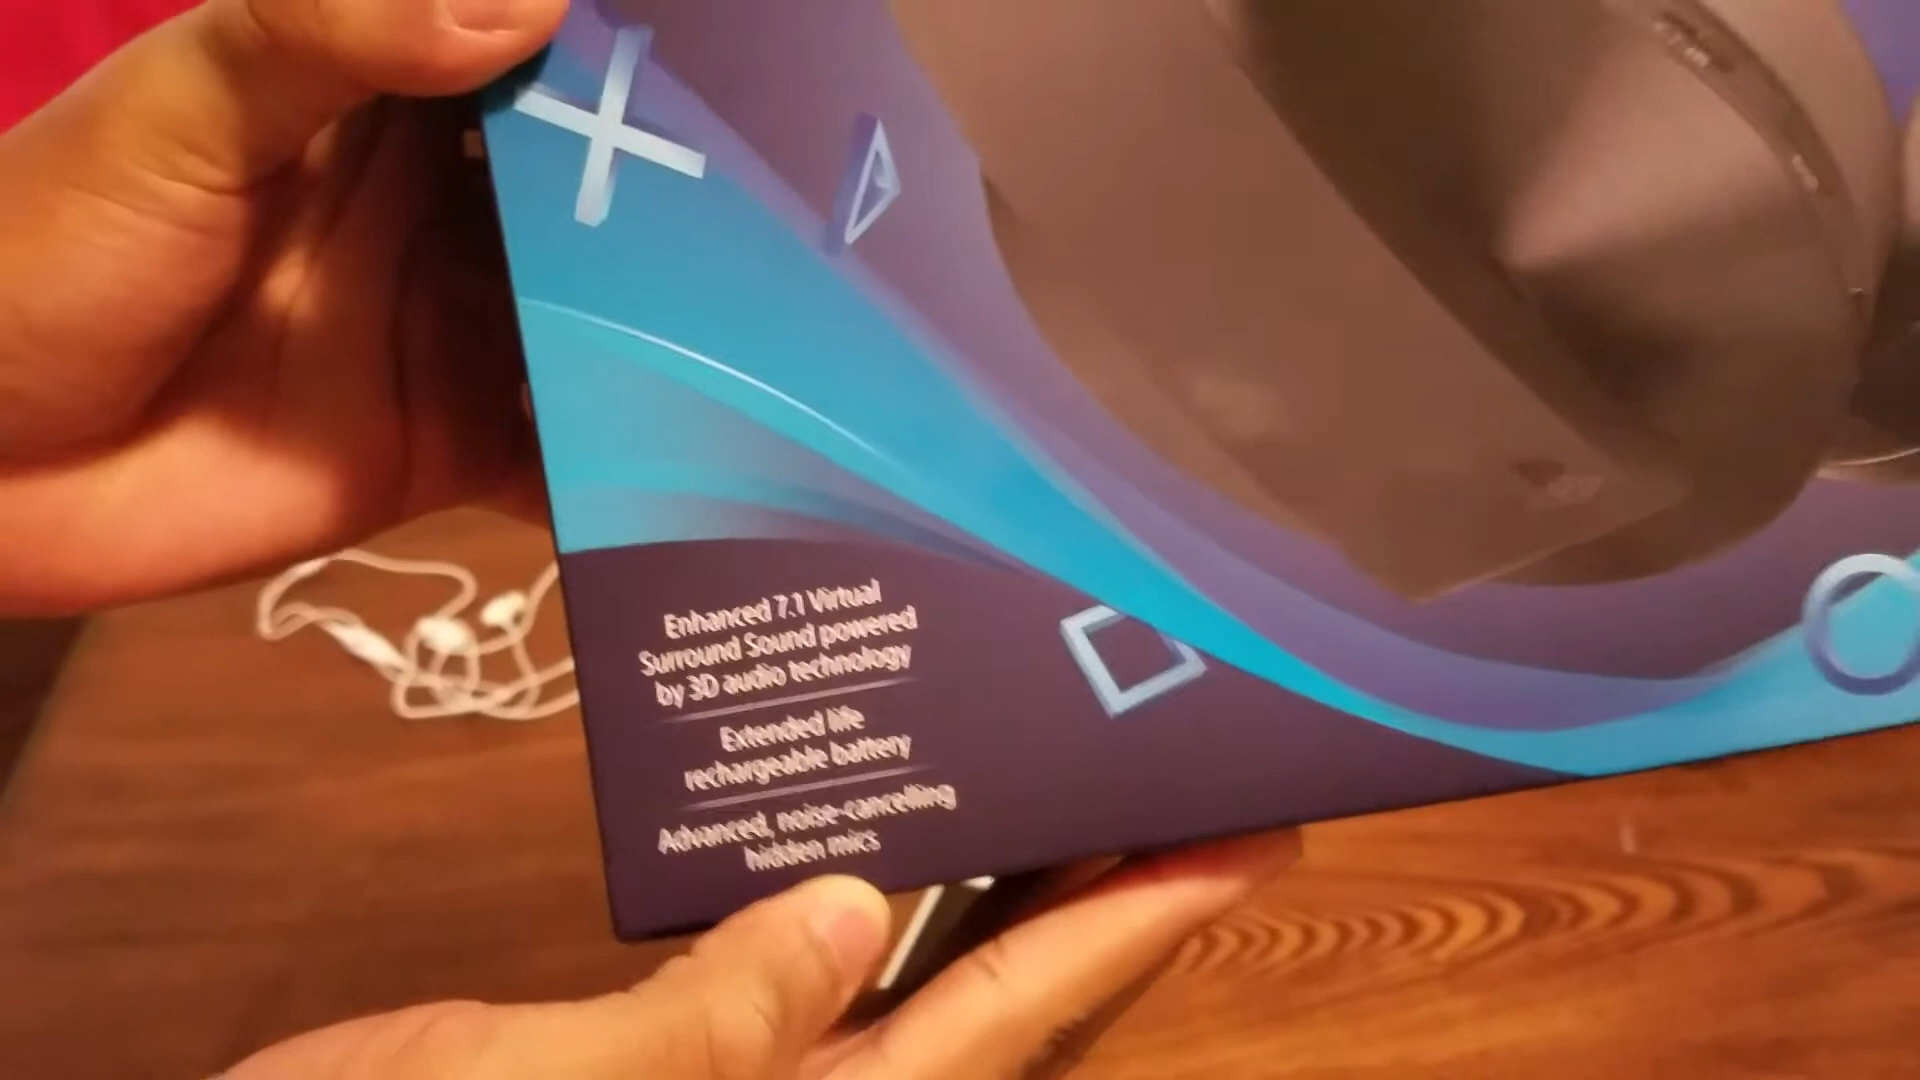 Enhanced 7.1 Virtual
Surround Sound powered
by 3D audio technology
Extended life
rechargeable battery
Advanced, noise-cancelling
hidden mics